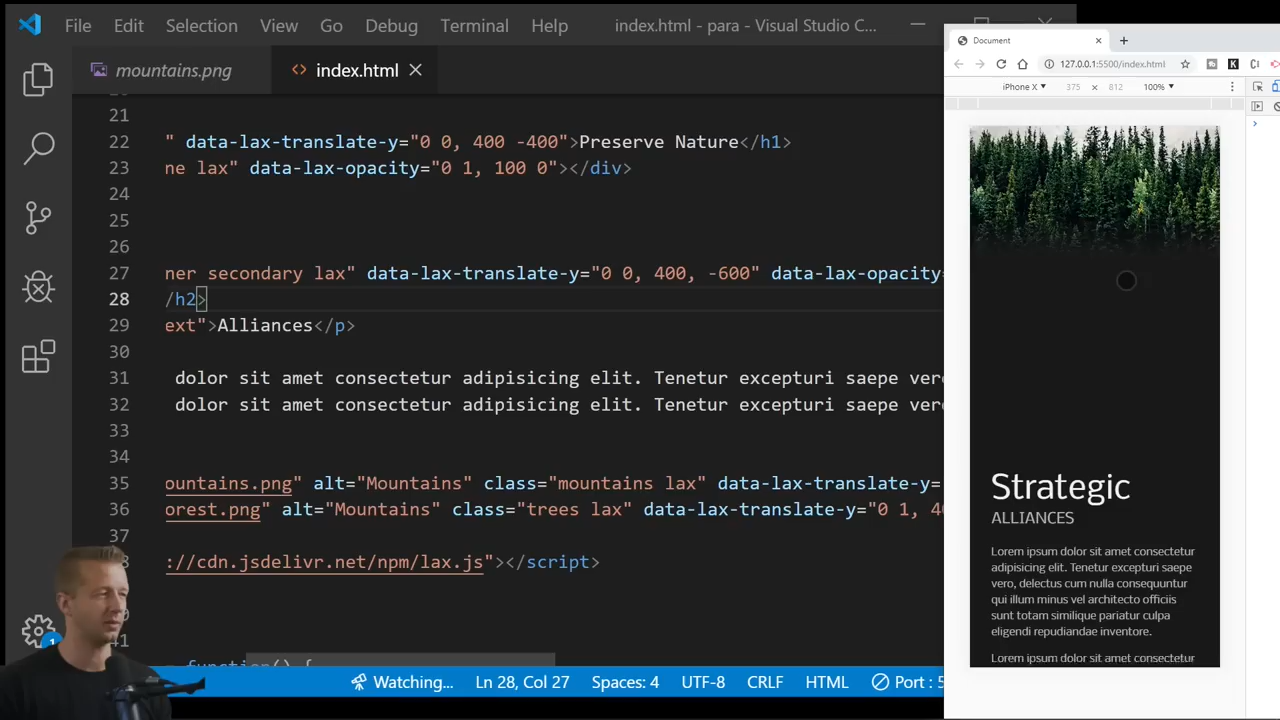 File Edit Selection View Go Debug Terminal Help index.html - para - Visual Studio C...
mountains.png
index.html
21
22 " data-lax-translate-y="0 0, 400 -400">Preserve Nature</h1>
23 ne lax" data-lax-opacity="0 1, 100 0"></div>
24
25
26
27 ner secondary lax" data-lax-translate-y="0 0, 400, -600" data-lax-opacity=
28 /h2>
29 ext">Alliances</p>
30
31 dolor sit amet consectetur adipisicing elit. Tenetur excepturi saepe ver
32 dolor sit amet consectetur adipisicing elit. Tenetur excepturi saepe ver
33
34
35 ountains.png" alt="Mountains" class="mountains lax" data-lax-translate-y=
36 orest.png" alt="Mountains" class="trees lax" data-lax-translate-y="0 1, 4
37
://cdn.jsdelivr.net/npm/lax.js"></script>
41
function() {
1
Watching... Ln 28, Col 27 Spaces: 4 UTF-8 CRLF HTML Port : 5
Document
127.0.0.1:5500/index.html
iPhone X 375 × 812 100%
Strategic
ALLIANCES
Lorem ipsum dolor sit amet consectetur
adipisicing elit. Tenetur excepturi saepe
vero, delectus cum nulla consequuntur
qui illum minus vel architecto officiis
sunt totam similique pariatur culpa
eligendi repudiandae inventore.
Lorem ipsum dolor sit amet consectetur